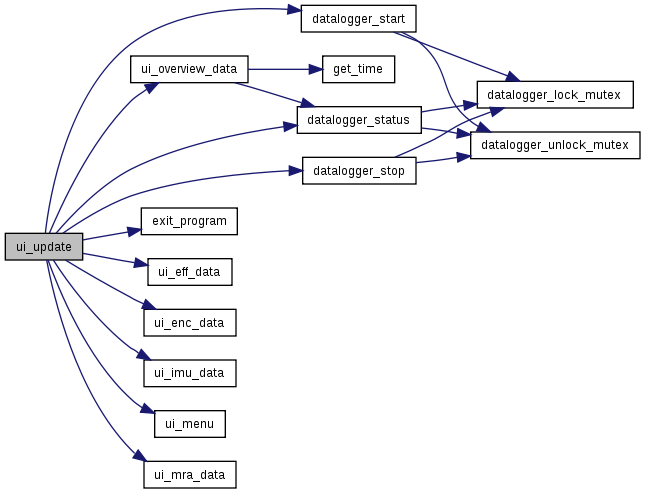 datalogger_start
ui_overview_data
get_time
datalogger_lock_mutex
datalogger_status
datalogger_unlock_mutex
datalogger_stop
exit_program
ui_update
ui_eff_data
ui_enc_data
ui_imu_data
ui_menu
ui_mra_data